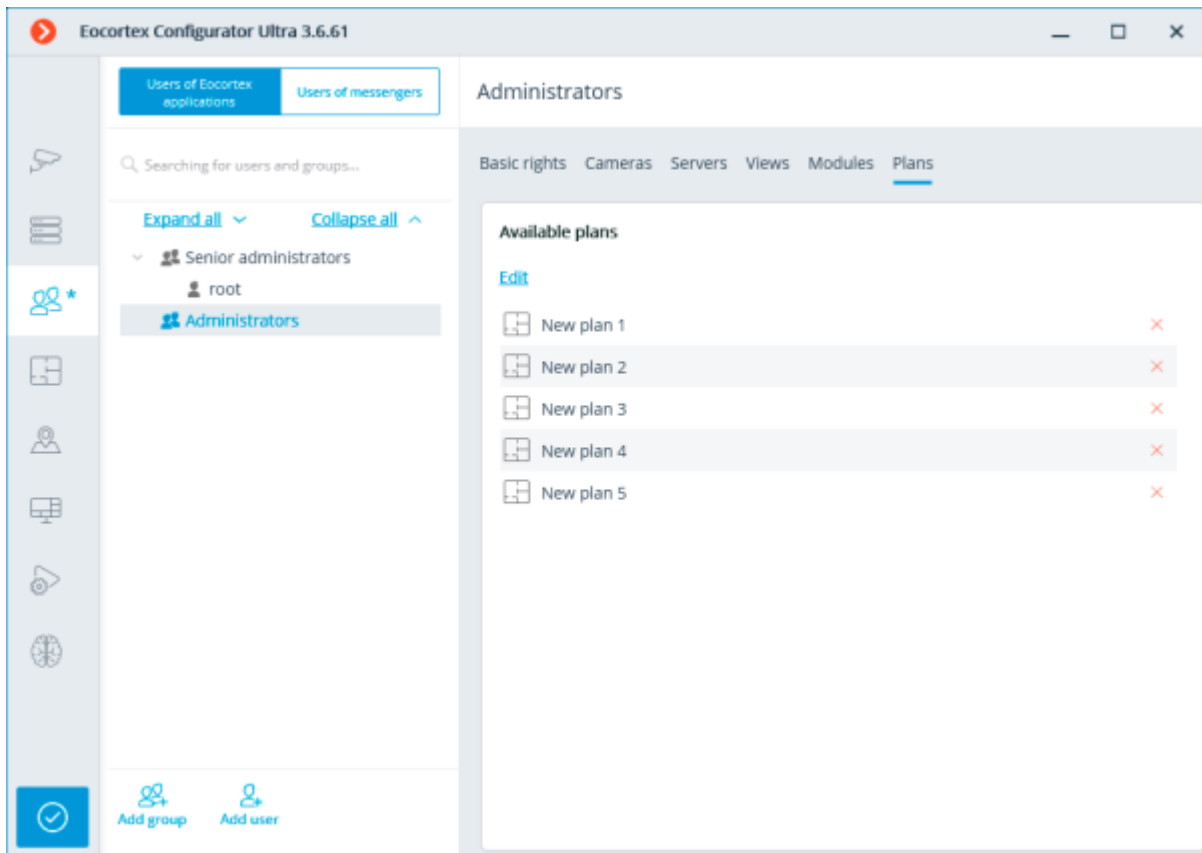 Eocortex Configurator Ultra 3.6.61
Users of Eocortex
applications
Users of messengers
Searching for users and groups...
Expand all
Collapse all
Senior administrators
root
Administrators
Add group
Add user
Administrators
Basic rights Cameras Servers Views Modules Plans
Available plans
Edit
New plan 1
New plan 2
New plan 3
New plan 4
New plan 5